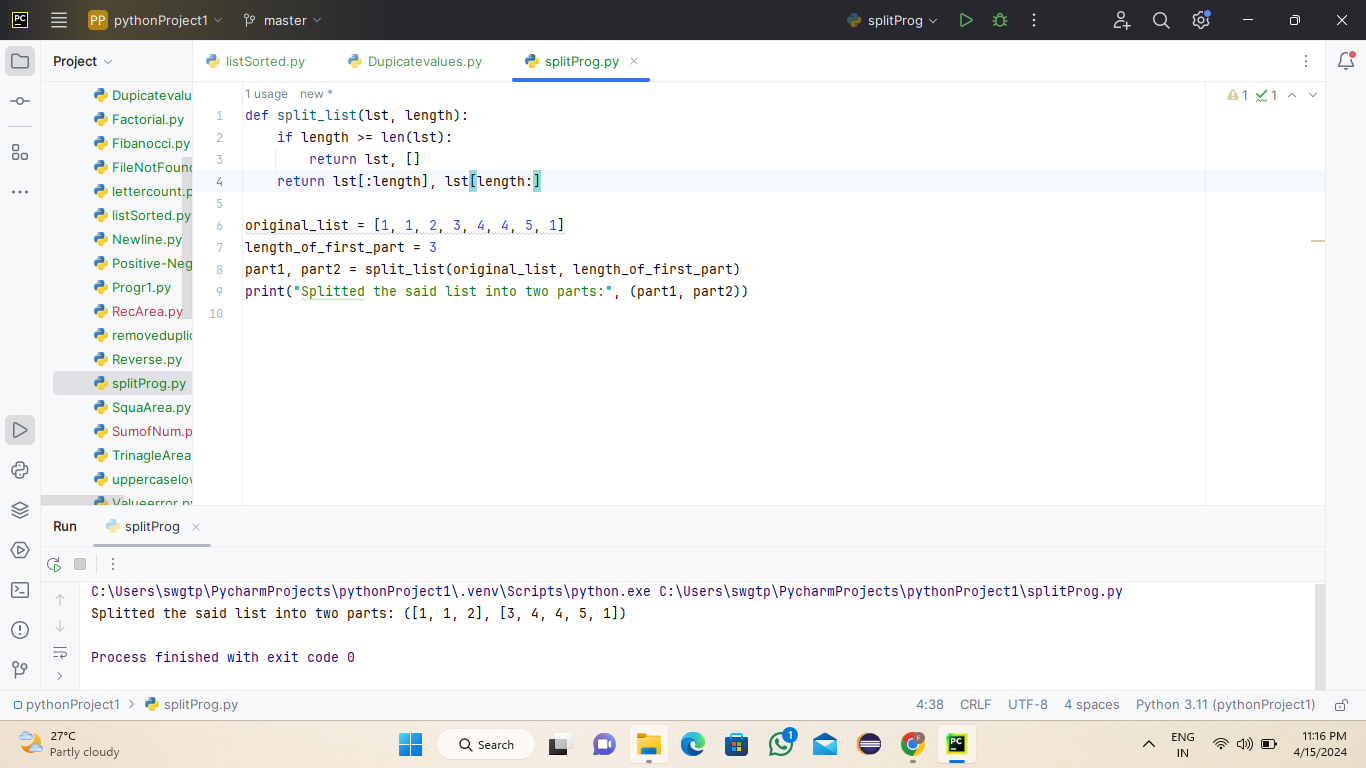 PC
PP pythonProject1 master splitProg
Project listSorted.py Dupicatevalues.py splitProg.py
Dupicatevalu
Factorial.py
Fibanocci.py
FileNotFoun
lettercount.p
listSorted.py
Newline.py
Positive-Neg
Progr1.py
RecArea.py
removeduplic
Reverse.py
splitProg.py
SquaArea.py
SumofNum.p
TrinagleArea
uppercaselov
Valueerror.py
1 usage new *
1 1
1 def split_list(lst, length):
2 if length >= len(lst):
3 return lst, []
4 return lst[:length], lst[length:]
5
6 original_list = [1, 1, 2, 3, 4, 4, 5, 1]
7 length_of_first_part = 3
8 part1, part2 = split_list(original_list, length_of_first_part)
9 print("Splitted the said list into two parts:", (part1, part2))
10
Run splitProg
C:\Users\swgtp\PycharmProjects\pythonProject1\.venv\Scripts\python.exe C:\Users\swgtp\PycharmProjects\pythonProject1\splitProg.py
Splitted the said list into two parts: ([1, 1, 2], [3, 4, 4, 5, 1])
Process finished with exit code 0
pythonProject1 splitProg.py 4:38 CRLF UTF-8 4 spaces Python 3.11 (pythonProject1)
27°C
Partly cloudy
Search
1
PC
ENG
IN
11:16 PM
4/15/2024